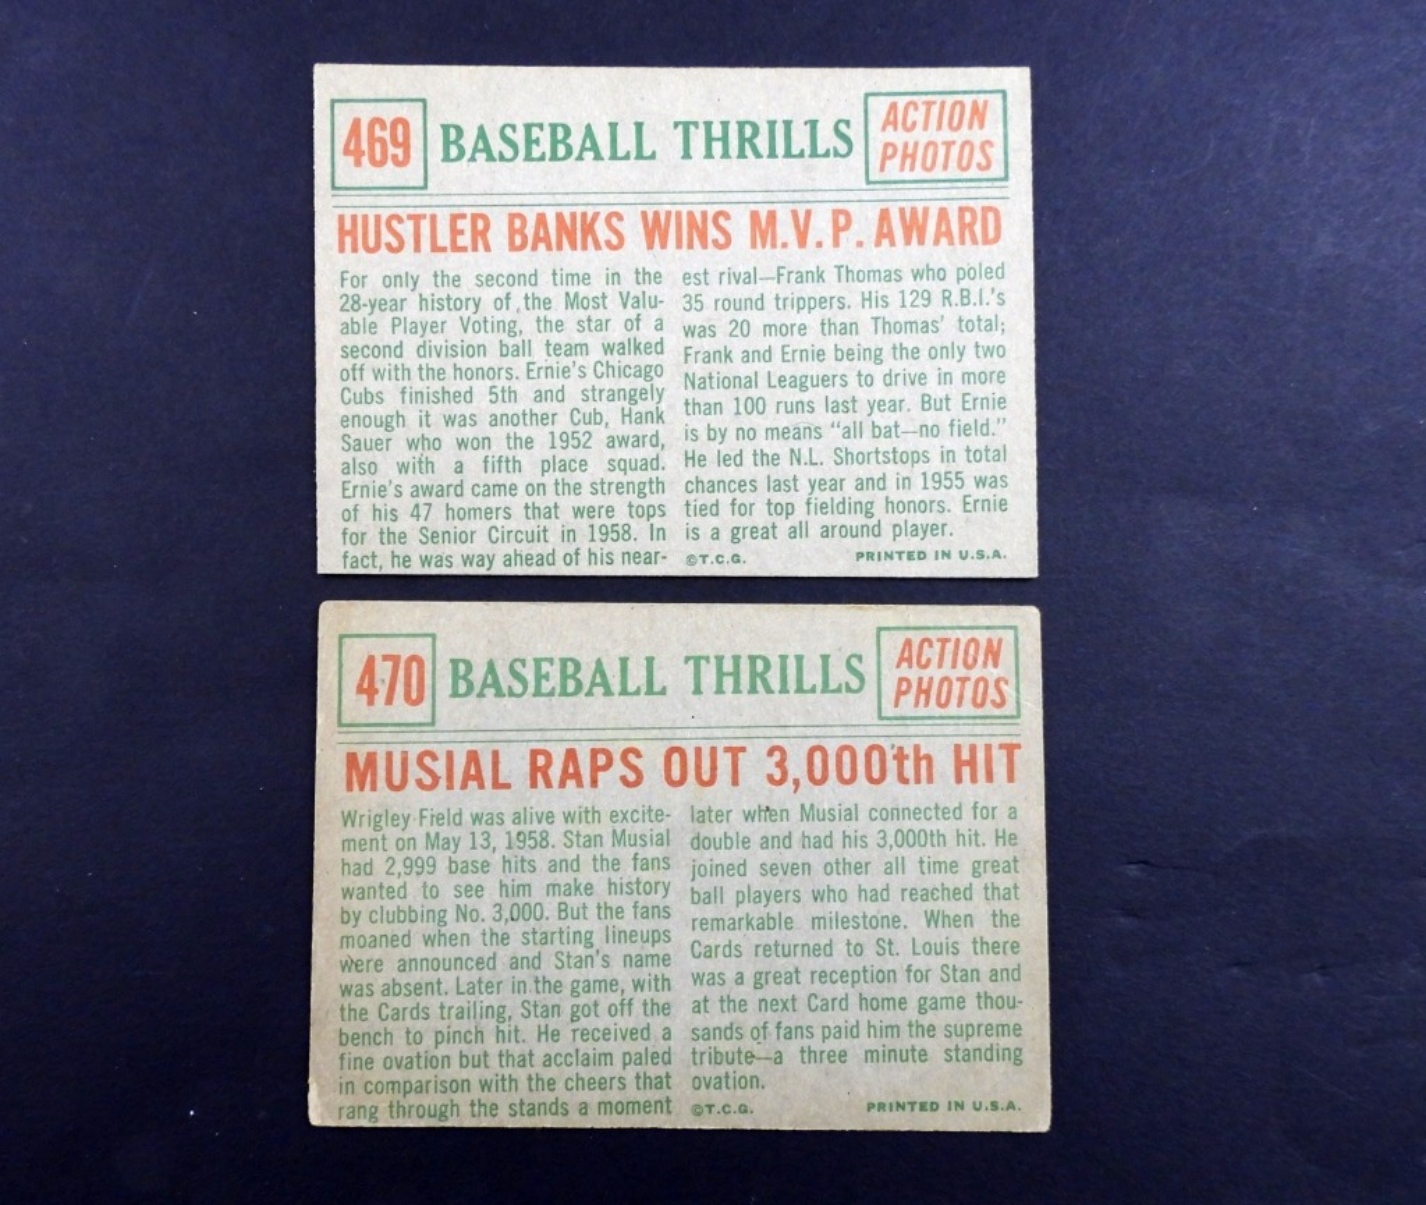 469
BASEBALL THRILLS
ACTION
PHOTOS
HUSTLER BANKS WINS M.V.P. AWARD
For only the second time in the
28-year history of the Most Valu-
able Player Voting, the star of a
second division ball team walked
off with the honors. Ernie's Chicago
Cubs finished 5th and strangely
enough it was another Cub, Hank
Sauer who won the 1952 award,
also with a fifth place squad.
Ernie's award came on the strength
of his 47 homers that were tops
for the Senior Circuit in 1958. In
fact, he was way ahead of his near-
est rival—Frank Thomas who poled
35 round trippers. His 129 R.B.I.'s
was 20 more than Thomas' total;
Frank and Ernie being the only two
National Leaguers to drive in more
than 100 runs last year. But Ernie
is by no means "all bat—no field."
He led the N.L. Shortstops in total
chances last year and in 1955 was
tied for top fielding honors. Ernie
is a great all around player.
©T.C.G. PRINTED IN U.S.A.
470
BASEBALL THRILLS
ACTION
PHOTOS
MUSIAL RAPS OUT 3,000'th HIT
Wrigley Field was alive with excite-
ment on May 13, 1958. Stan Musial
had 2,999 base hits and the fans
wanted to see him make history
by clubbing No. 3,000. But the fans
moaned when the starting lineups
were announced and Stan's name
was absent. Later in the game, with
the Cards trailing, Stan got off the
bench to pinch hit. He received a
fine ovation but that acclaim paled
in comparison with the cheers that
rang through the stands a moment
later when Musial connected for a
double and had his 3,000th hit. He
joined seven other all time great
ball players who had reached that
remarkable milestone. When the
Cards returned to St. Louis there
was a great reception for Stan and
at the next Card home game thou-
sands of fans paid him the supreme
tribute—a three minute standing
ovation.
©T.C.G. PRINTED IN U.S.A.